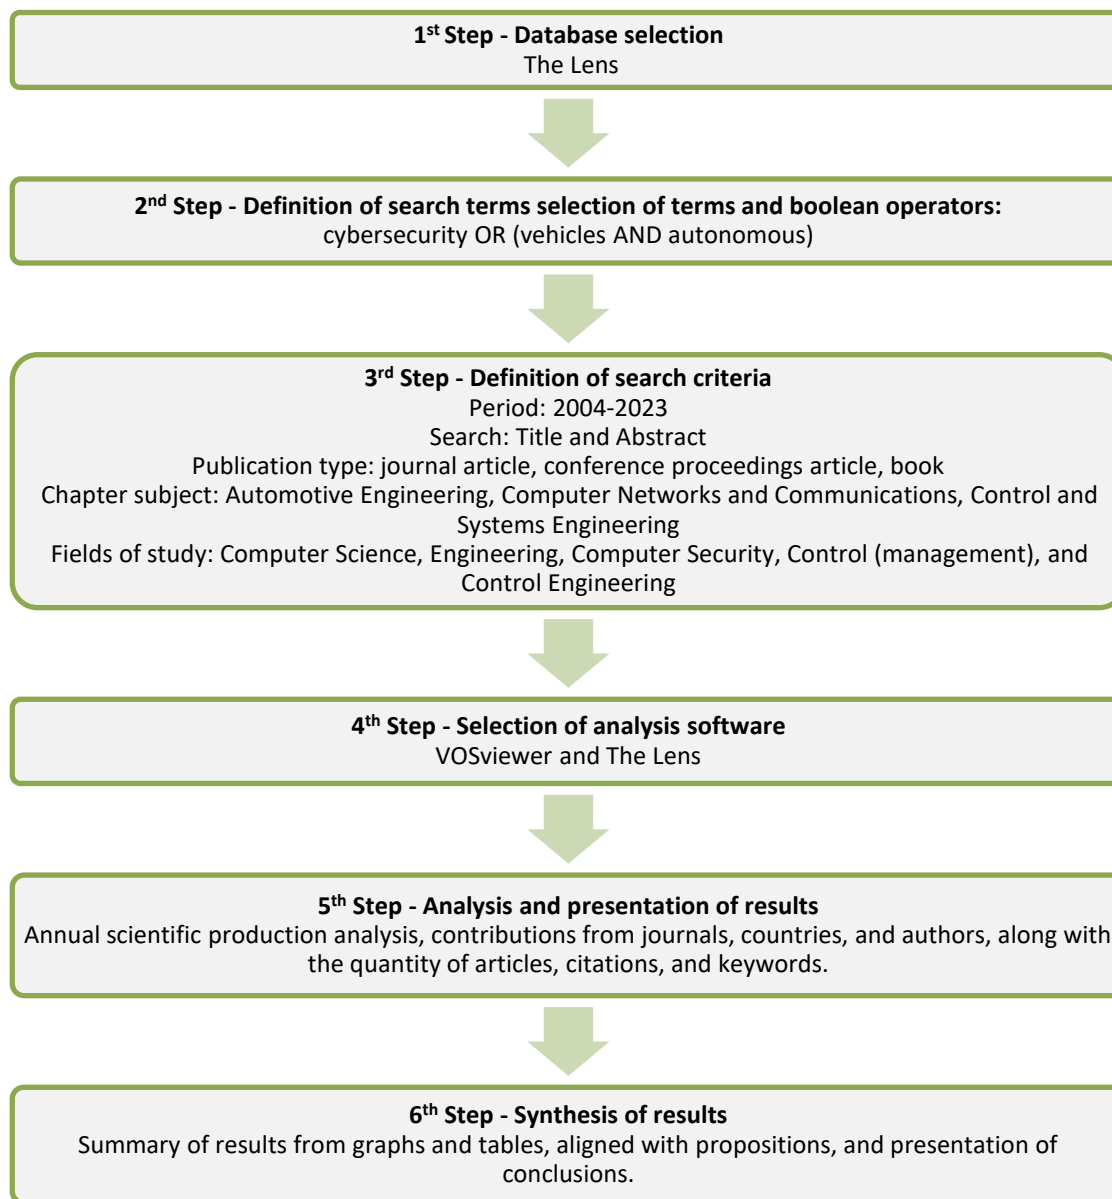 1st Step - Database selection
The Lens
2nd Step - Definition of search terms selection of terms and boolean operators:
cybersecurity OR (vehicles AND autonomous)
3rd Step - Definition of search criteria
Period: 2004-2023
Search: Title and Abstract
Publication type: journal article, conference proceedings article, book
Chapter subject: Automotive Engineering, Computer Networks and Communications, Control and
Systems Engineering
Fields of study: Computer Science, Engineering, Computer Security, Control (management), and
Control Engineering
4th Step - Selection of analysis software
VOSviewer and The Lens
5th Step - Analysis and presentation of results
Annual scientific production analysis, contributions from journals, countries, and authors, along with
the quantity of articles, citations, and keywords.
6th Step - Synthesis of results
Summary of results from graphs and tables, aligned with propositions, and presentation of
conclusions.